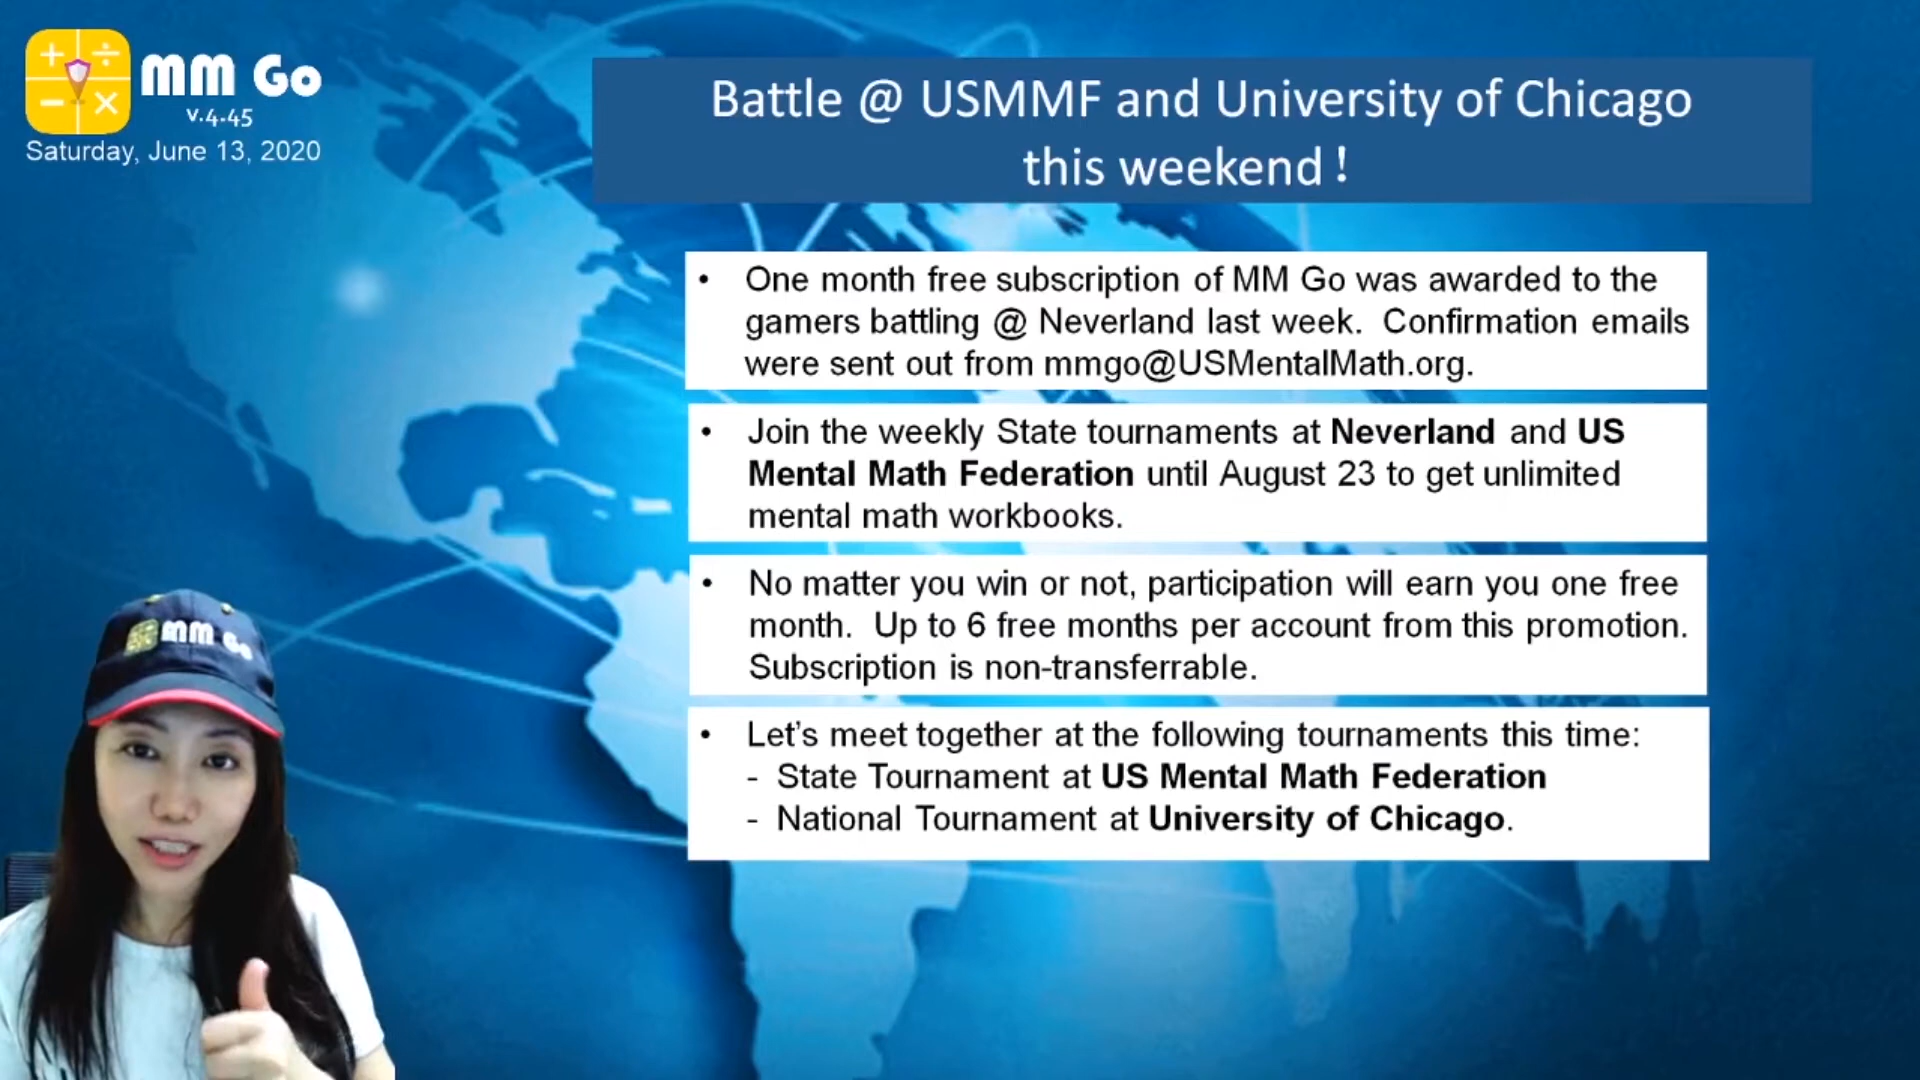 MM Go
v.4.45
Saturday, June 13, 2020
Battle @ USMMF and University of Chicago
this weekend !
• One month free subscription of MM Go was awarded to the
gamers battling @ Neverland last week. Confirmation emails
were sent out from mmgo@USMentalMath.org.
• Join the weekly State tournaments at Neverland and US
Mental Math Federation until August 23 to get unlimited
mental math workbooks.
• No matter you win or not, participation will earn you one free
month. Up to 6 free months per account from this promotion.
Subscription is non-transferrable.
• Let’s meet together at the following tournaments this time:
- State Tournament at US Mental Math Federation
- National Tournament at University of Chicago.
MM Go